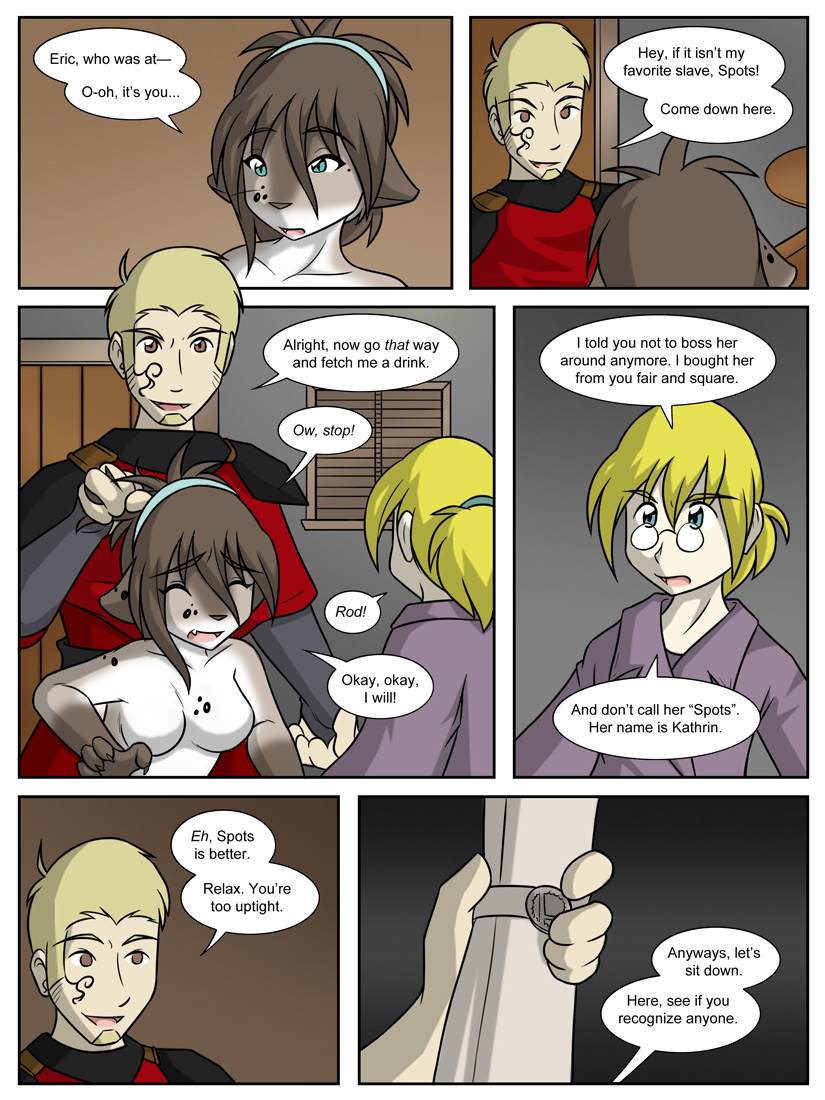 Eric, who was at—
O-oh, it's you...
Hey, if it isn't my
favorite slave, Spots!
Come down here.
Alright, now go that way
and fetch me a drink.
Ow, stop!
Rod!
Okay, okay,
I will!
I told you not to boss her
around anymore. I bought her
from you fair and square.
And don't call her “Spots”.
Her name is Kathrin.
Eh, Spots
is better.
Relax. You're
too uptight.
Anyways, let's
sit down.
Here, see if you
recognize anyone.